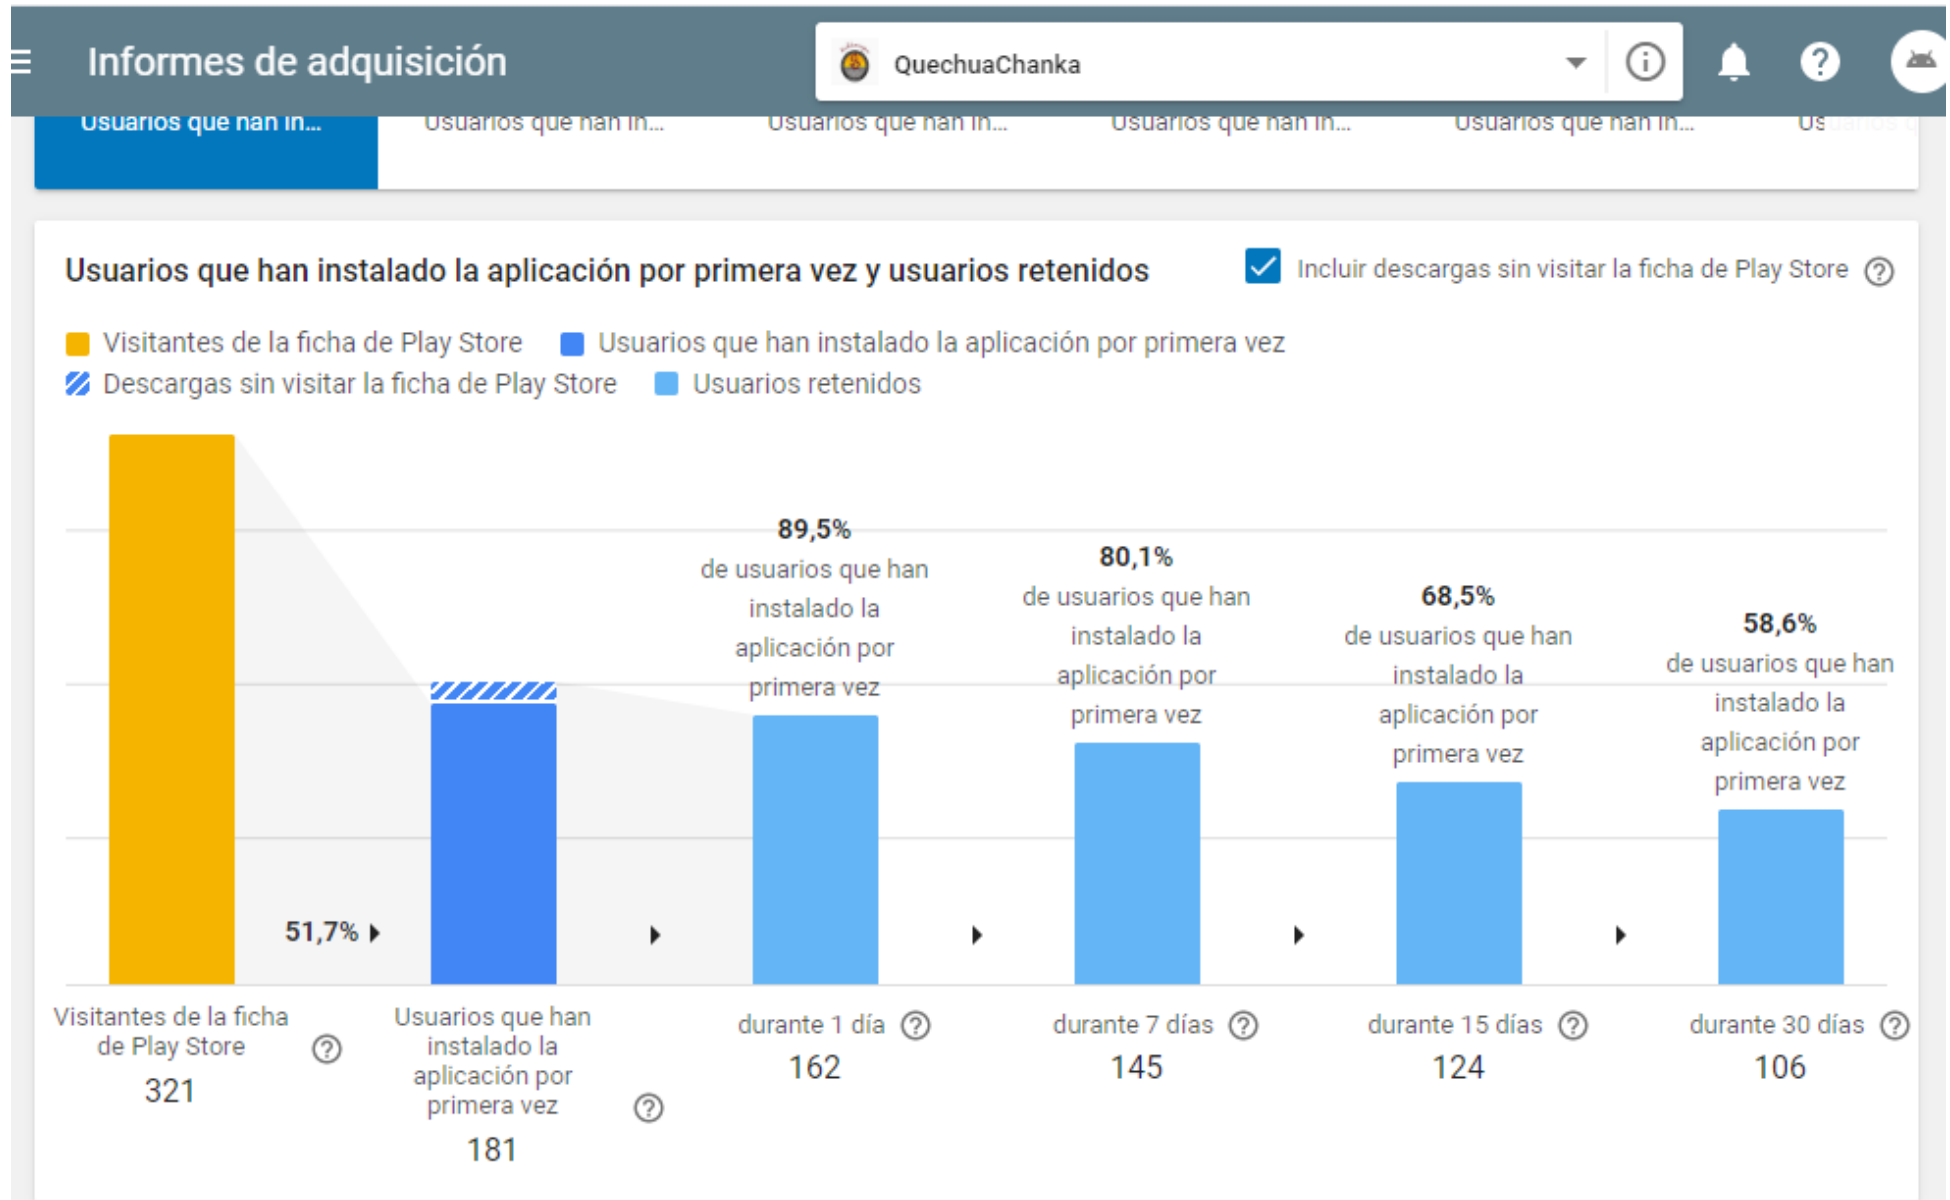 Informes de adquisición
QuechuaChanka
Usuarios que han in...
Usuarios que han in...
Usuarios que han in...
Usuarios que han in...
Usuarios que han in...
Usuarios q
Usuarios que han instalado la aplicación por primera vez y usuarios retenidos
Incluir descargas sin visitar la ficha de Play Store
Visitantes de la ficha de Play Store
Usuarios que han instalado la aplicación por primera vez
Descargas sin visitar la ficha de Play Store
Usuarios retenidos
51,7%
89,5%
de usuarios que han
instalado la
aplicación por
primera vez
80,1%
de usuarios que han
instalado la
aplicación por
primera vez
68,5%
de usuarios que han
instalado la
aplicación por
primera vez
58,6%
de usuarios que han
instalado la
aplicación por
primera vez
Visitantes de la ficha
de Play Store
321
Usuarios que han
instalado la
aplicación por
primera vez
181
durante 1 día
162
durante 7 días
145
durante 15 días
124
durante 30 días
106